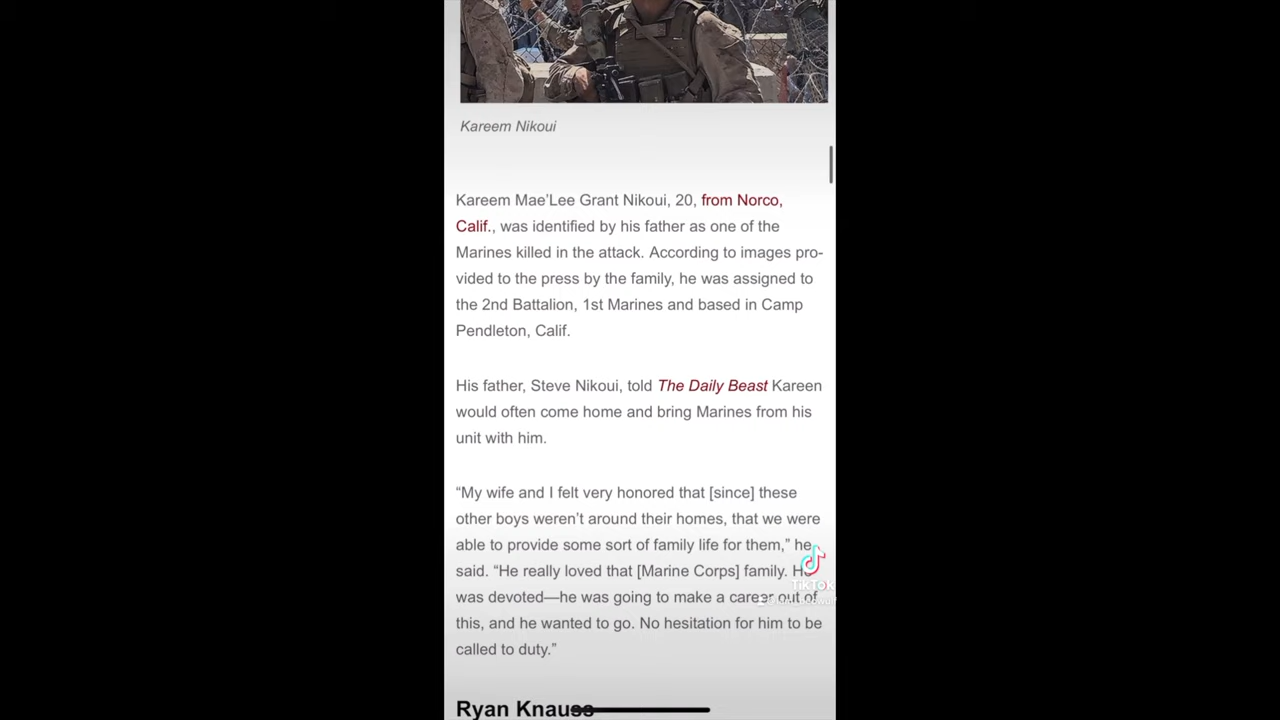 Kareem Nikoui
Kareem Mae'Lee Grant Nikoui, 20, from Norco,
Calif., was identified by his father as one of the
Marines killed in the attack. According to images pro-
vided to the press by the family, he was assigned to
the 2nd Battalion, 1st Marines and based in Camp
Pendleton, Calif.
His father, Steve Nikoui, told The Daily Beast Kareen
would often come home and bring Marines from his
unit with him.
“My wife and I felt very honored that [since] these
other boys weren’t around their homes, that we were
able to provide some sort of family life for them,” he
said. “He really loved that [Marine Corps] family. He
was devoted—he was going to make a career out of
this, and he wanted to go. No hesitation for him to be
called to duty.”
TikTok
Ryan Knauss